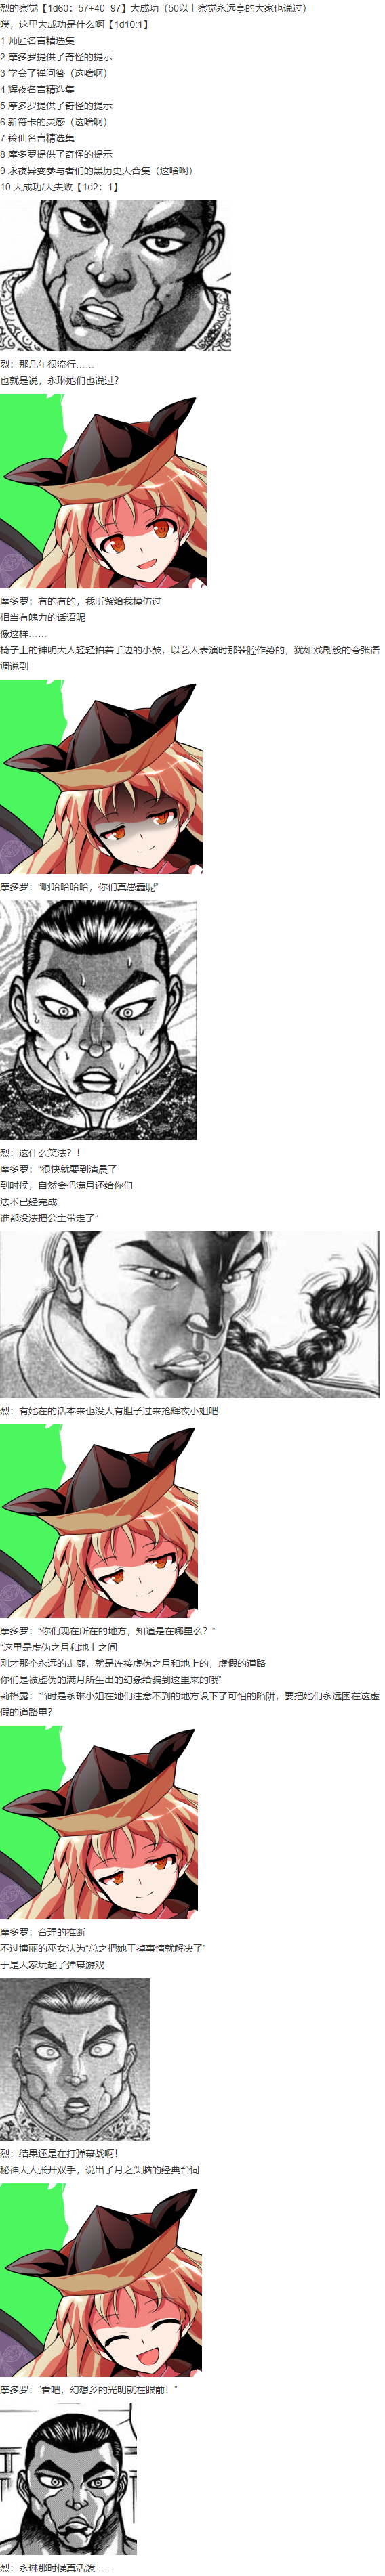 烈的察觉【1d60：57+40=97】大成功（50以上察觉永远亭的大家也说过）
噗，这里大成功是什么啊【1d10:1】
1 师匠名言精选集
2 摩多罗提供了奇怪的提示
3 学会了禅问答（这啥啊）
4 辉夜名言精选集
5 摩多罗提供了奇怪的提示
6 新符卡的灵感（这啥啊）
7 铃仙名言精选集
8 摩多罗提供了奇怪的提示
9 永夜异变参与者们的黑历史大合集（这啥啊）
10 大成功/大失败【1d2：1】
烈：那几年很流行……
也就是说，永琳她们也说过？
摩多罗：有的有的，我听紫给我模仿过
相当有魄力的话语呢
像这样……
椅子上的神明大人轻轻拍着手边的小鼓，以艺人表演时那装腔作势的，犹如戏剧般的夸张语
调说到
摩多罗：“啊哈哈哈哈，你们真愚蠢呢”
烈：这什么笑法？！
摩多罗：“很快就要到清晨了
到时候，自然会把满月还给你们
法术已经完成
谁都没法把公主带走了”
烈：有她在的话本来也没人有胆子过来抢辉夜小姐吧
摩多罗：“你们现在所在的地方，知道是在哪里么？”
“这里是虚伪之月和地上之间
刚才那个永远的走廊，就是连接虚伪之月和地上的，虚假的道路
你们是被虚伪的满月所生出的幻象给骗到这里来的哦”
莉格露：当时是永琳小姐在她们注意不到的地方设下了可怕的陷阱，要把她们永远困在这虚
假的道路里？
摩多罗：合理的推断
不过博丽的巫女认为“总之把她干掉事情就解决了”
于是大家玩起了弹幕游戏
烈：结果还是在打弹幕战啊！
秘神大人张开双手，说出了月之头脑的经典台词
摩多罗：“看吧，幻想乡的光明就在眼前！”
烈：永琳那时候真活泼……